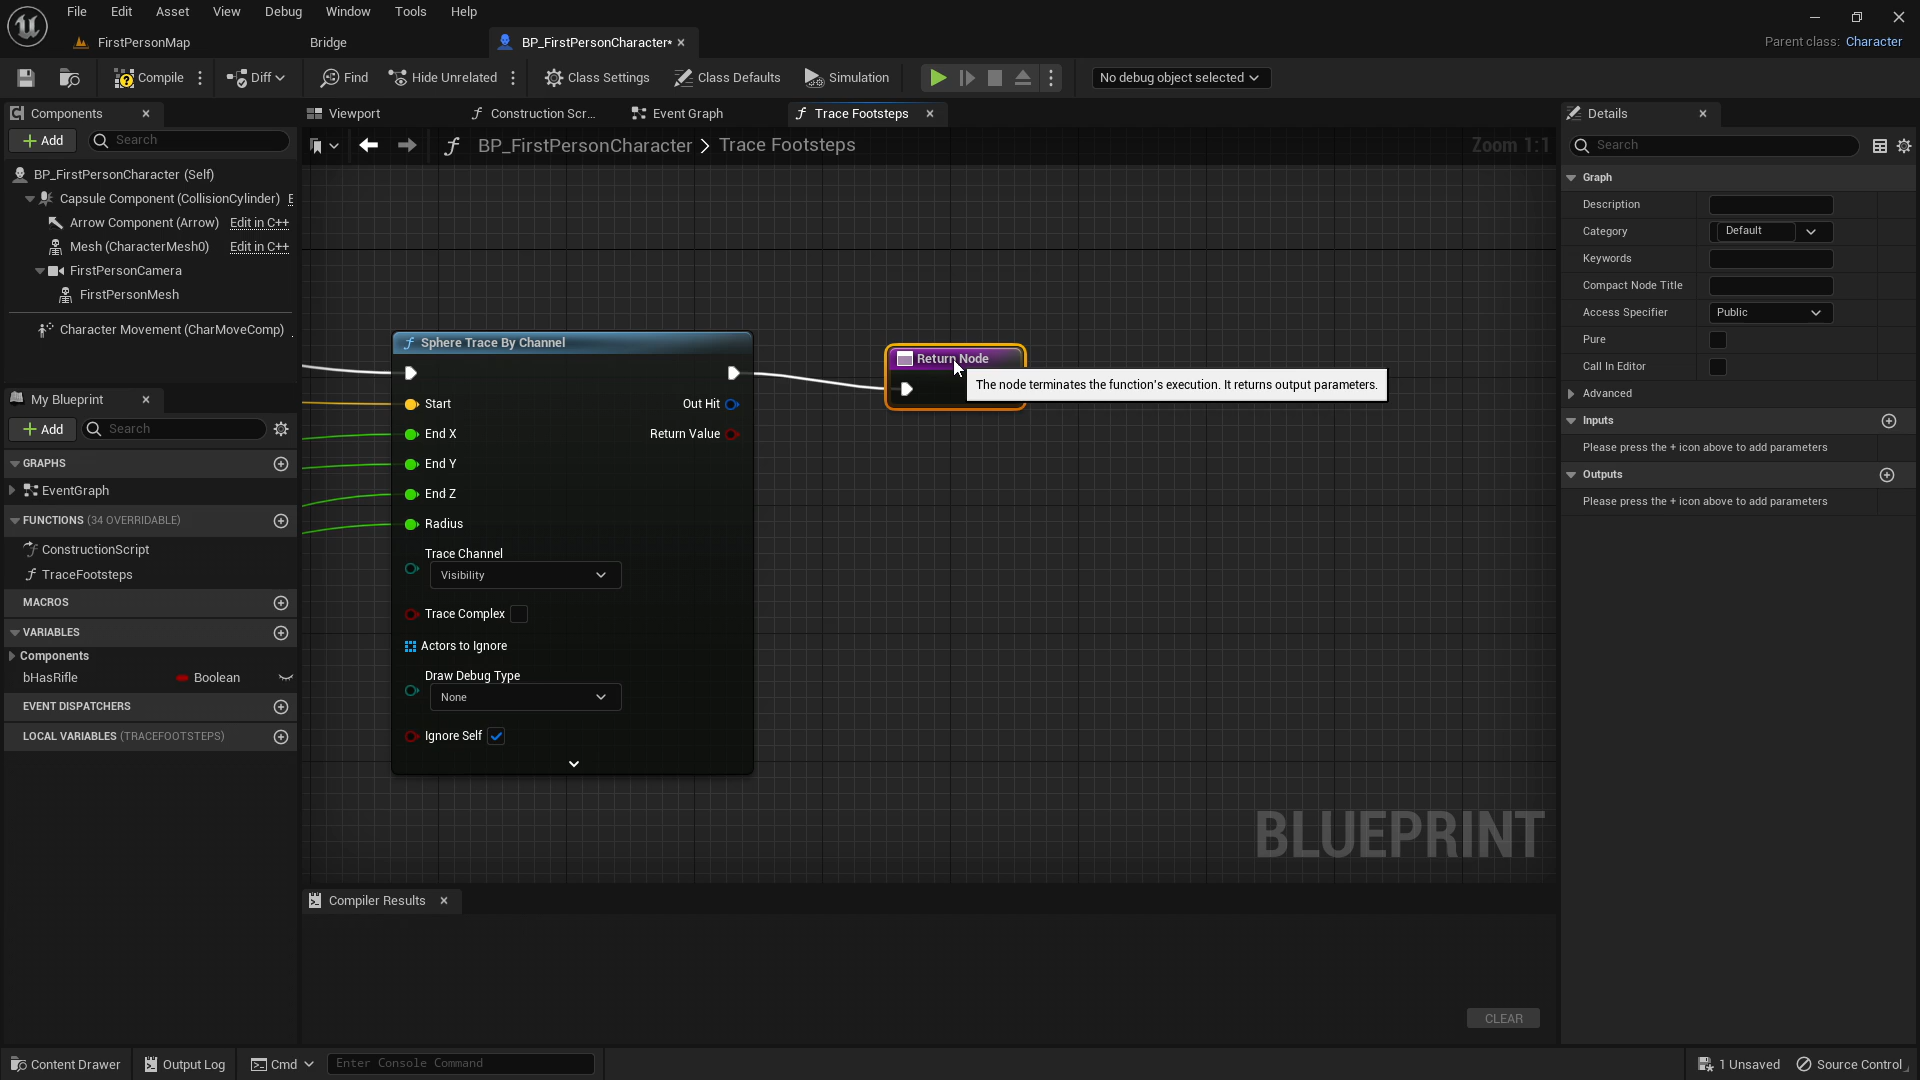 File Edit Asset View Debug Window Tools Help
FirstPersonMap Bridge BP_FirstPersonCharacter*
Parent class: Character
Compile Diff Find Hide Unrelated Class Settings Class Defaults Simulation No debug object selected
Components
Add Search
BP_FirstPersonCharacter (Self)
Capsule Component (CollisionCylinder)
Arrow Component (Arrow) Edit in C++
Mesh (CharacterMesh0) Edit in C++
FirstPersonCamera
FirstPersonMesh
Character Movement (CharMoveComp)
My Blueprint
Add Search
GRAPHS
EventGraph
FUNCTIONS (34 OVERRIDABLE)
ConstructionScript
TraceFootsteps
MACROS
VARIABLES
Components
bHasRifle Boolean
EVENT DISPATCHERS
LOCAL VARIABLES (TRACEFOOTSTEPS)
Viewport Construction Scr... Event Graph Trace Footsteps
BP_FirstPersonCharacter > Trace Footsteps Zoom 1:1
Sphere Trace By Channel
Start Out Hit
End X Return Value
End Y
End Z
Radius
Trace Channel
Visibility
Trace Complex
Actors to Ignore
Draw Debug Type
None
Ignore Self
Return Node
The node terminates the function's execution. It returns output parameters.
BLUEPRINT
Compiler Results
CLEAR
Details
Search
Graph
Description
Category Default
Keywords
Compact Node Title
Access Specifier Public
Pure
Call In Editor
Advanced
Inputs
Please press the + icon above to add parameters
Outputs
Please press the + icon above to add parameters
Content Drawer Output Log Cmd Enter Console Command 1 Unsaved Source Control